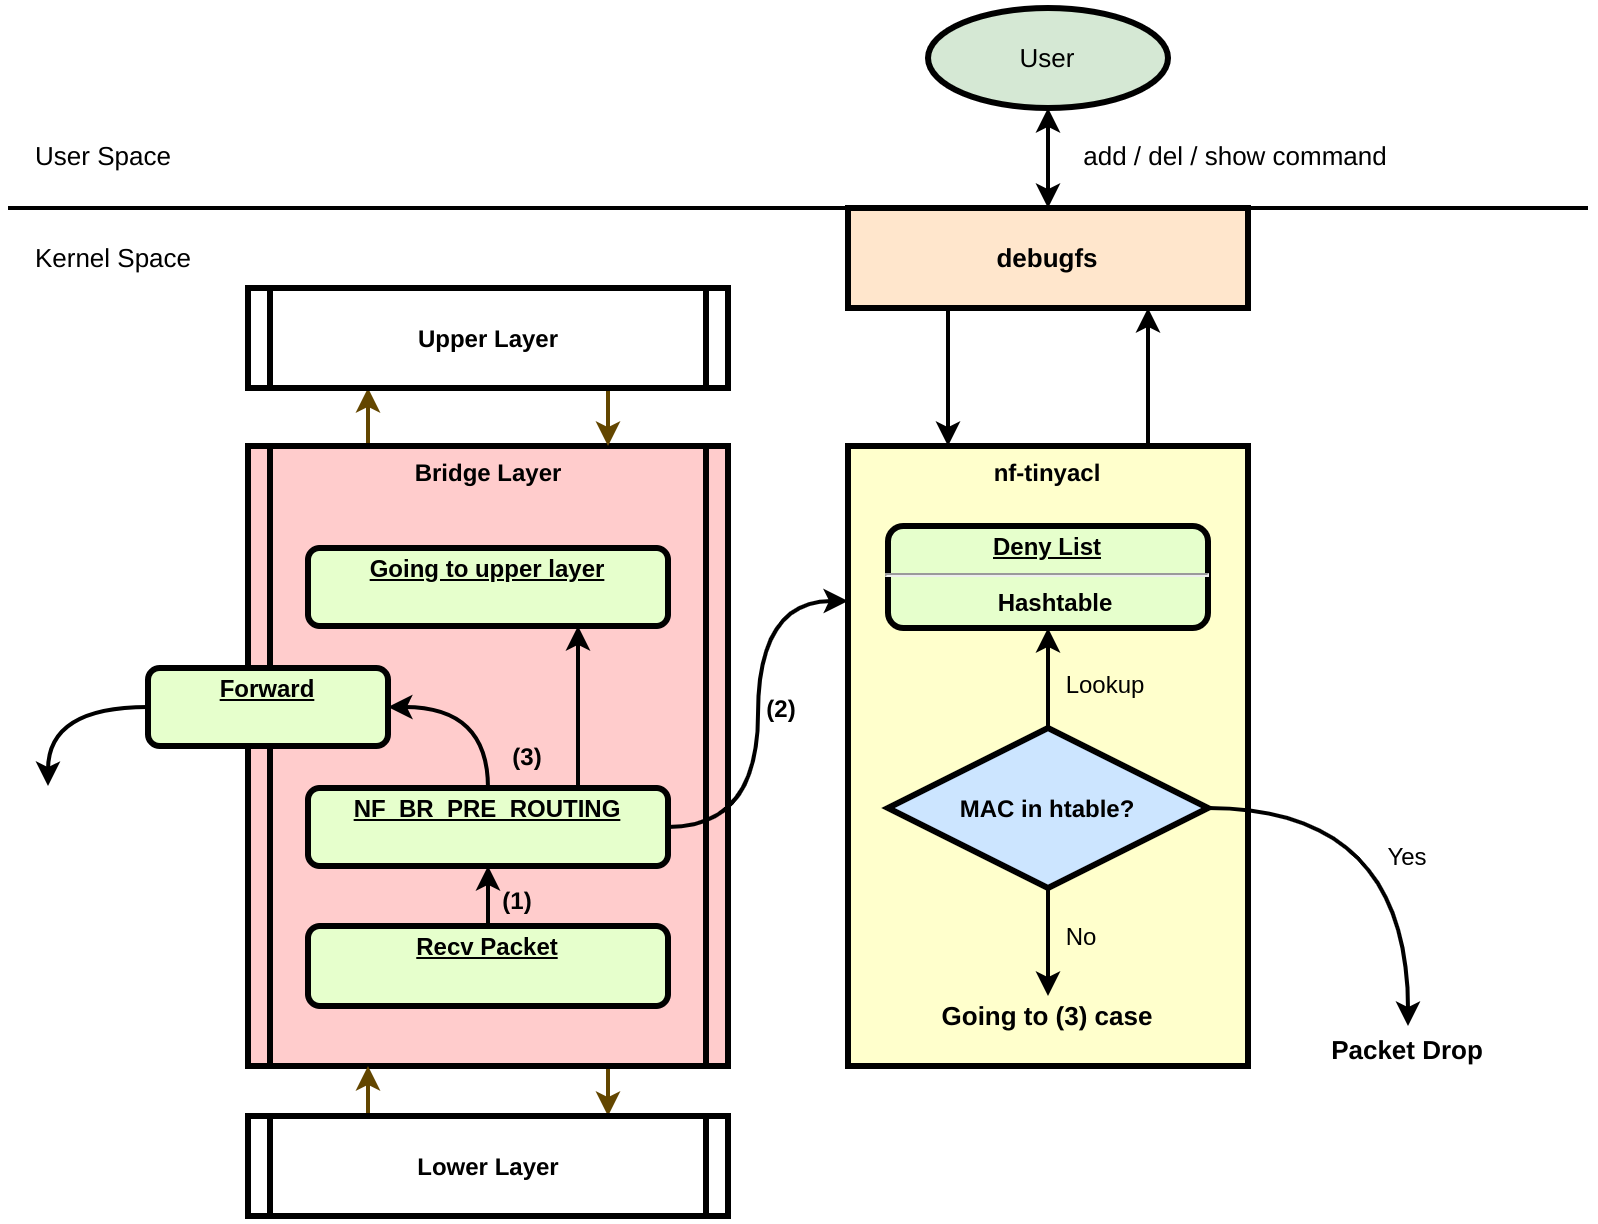 User
User Space
add / del / show command
Kernel Space
debugfs
Upper Layer
Bridge Layer
Going to upper layer
Forward
(3)
(2)
NF_BR_PRE_ROUTING
(1)
Recv Packet
Lower Layer
nf-tinyacl
Deny List
Hashtable
Lookup
MAC in htable?
Yes
No
Going to (3) case
Packet Drop